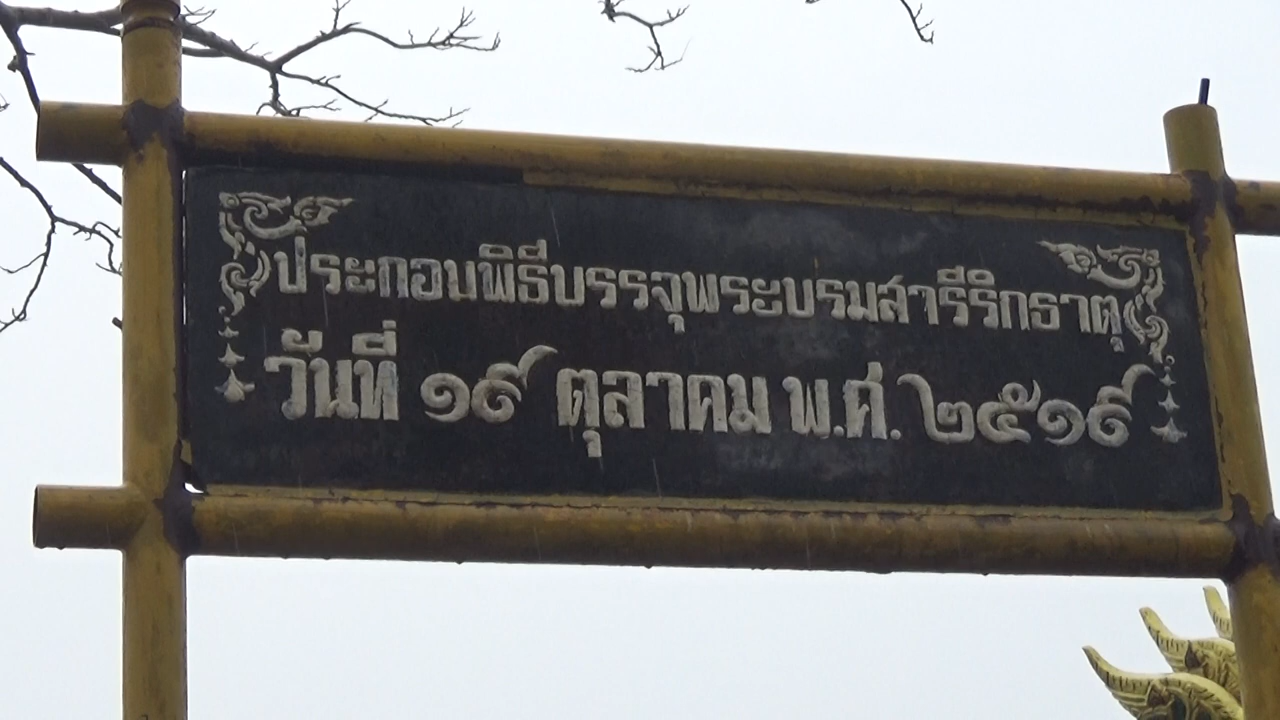 ประกอบพิธีบรรจุพระบรมสารีริกธาตุ
วันที่ ๑๙ ตุลาคม พ.ศ. ๒๕๑๙